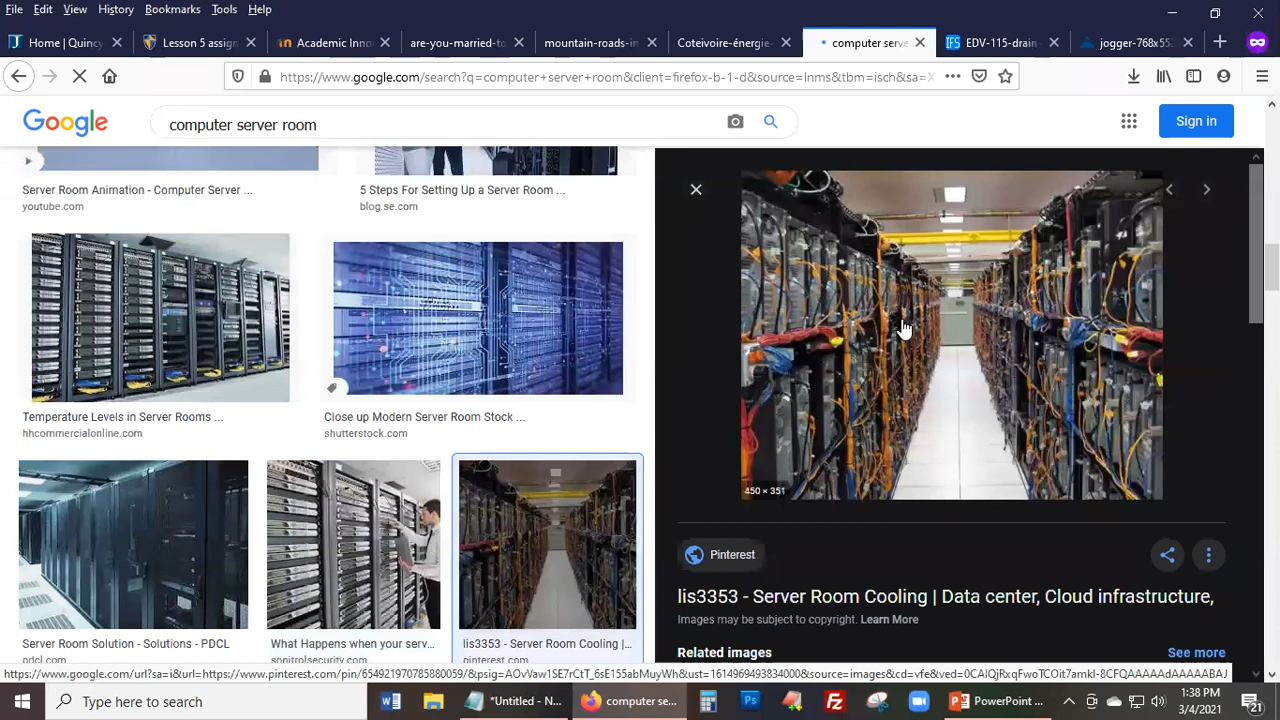 File Edit View History Bookmarks Tools Help
Home | Quincy
Lesson 5 assign
Academic Innov
are-you-married-to
mountain-roads-in
Coteivoire-énergie-
computer serve
EDV-115-drain-
jogger-768x55
https://www.google.com/search?q=computer+server+room&client=firefox-b-1-d&source=lnms&tbm=isch&sa=X
Google
computer server room
Sign in
Server Room Animation - Computer Server ...
youtube.com
5 Steps For Setting Up a Server Room ...
blog.se.com
Temperature Levels in Server Rooms ...
hhcommercialonline.com
Close up Modern Server Room Stock ...
shutterstock.com
Server Room Solution - Solutions - PDCL
pdcl.com
What Happens when your serv...
sonitrolsecurity.com
lis3353 - Server Room Cooling |...
pinterest.com
450 × 351
Pinterest
lis3353 - Server Room Cooling | Data center, Cloud infrastructure,
Images may be subject to copyright. Learn More
Related images
See more
Type here to search
*Untitled - N...
computer se...
PowerPoint ...
1:38 PM
3/4/2021
21